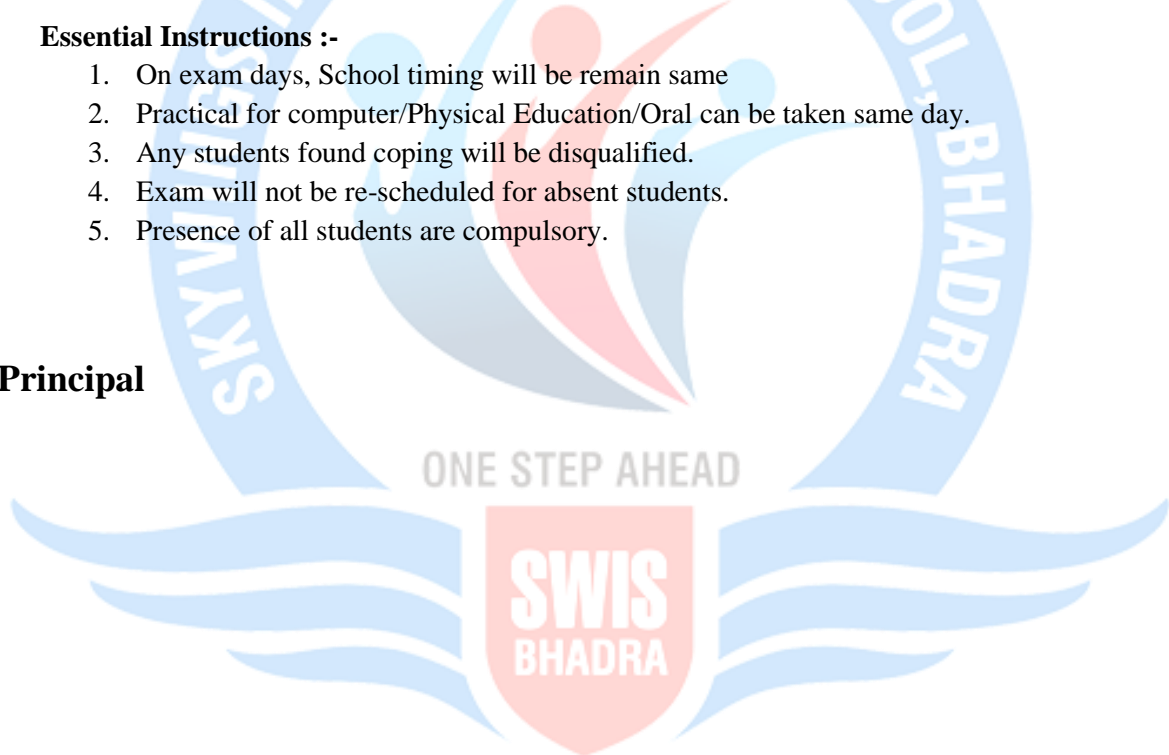 Essential Instructions :-
1. On exam days, School timing will be remain same
2. Practical for computer/Physical Education/Oral can be taken same day.
3. Any students found coping will be disqualified.
4. Exam will not be re-scheduled for absent students.
5. Presence of all students are compulsory.
Principal
SKYWINGS
BHADRA
ONE STEP AHEAD
SWIS
BHADRA